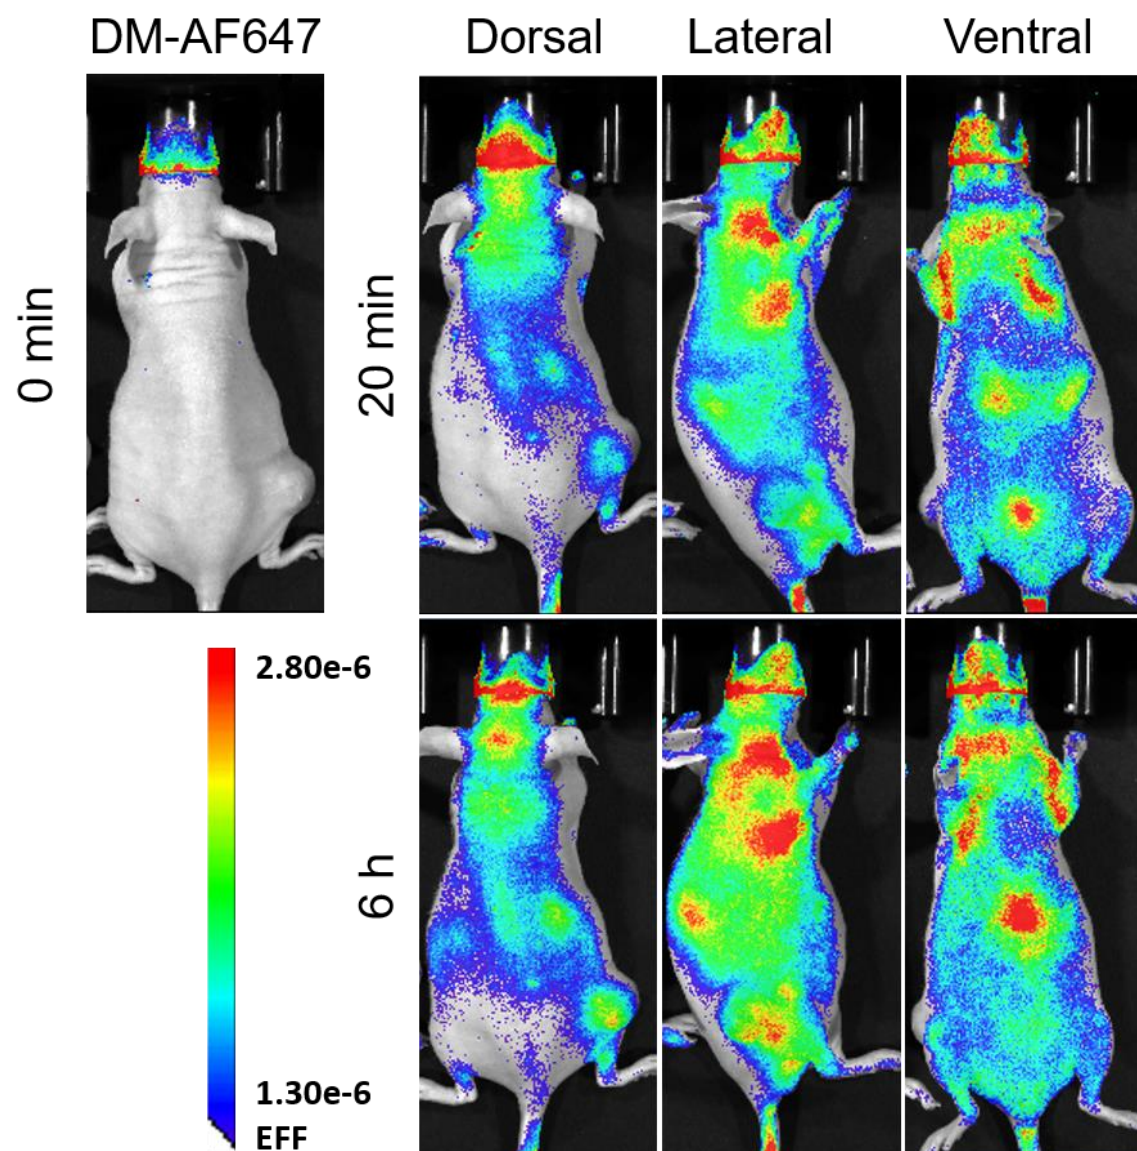 DM-AF647
Dorsal
Lateral
Ventral
0 min
20 min
2.80e-6
1.30e-6
EFF
6 h